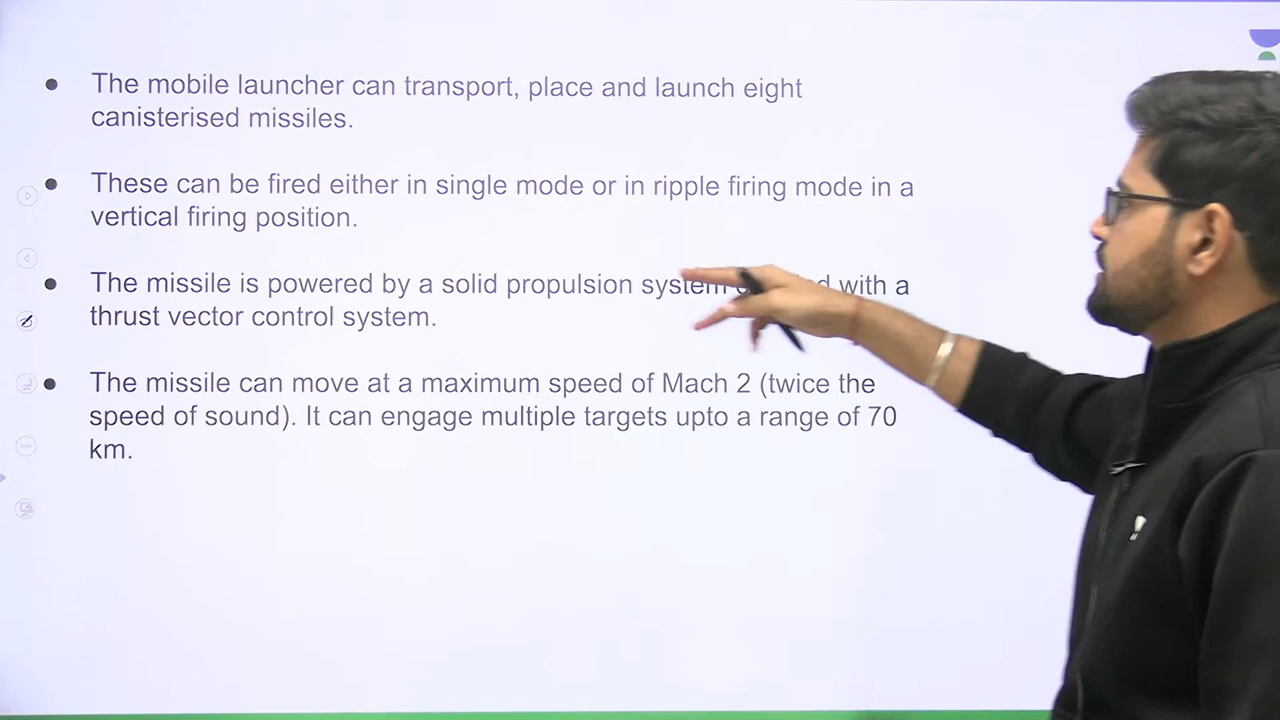 The mobile launcher can transport, place and launch eight
canisterised missiles.
These can be fired either in single mode or in ripple firing mode in a
vertical firing position.
The missile is powered by a solid propulsion system with a
thrust vector control system.
The missile can move at a maximum speed of Mach 2 (twice the
speed of sound). It can engage multiple targets upto a range of 70
km.